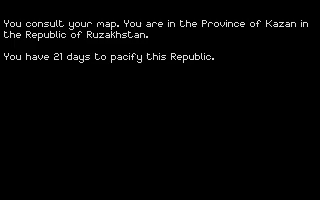 You consult your map. You are in the Province of Kazan in
the Republic of Ruzakhstan.
You have 21 days to pacify this Republic.